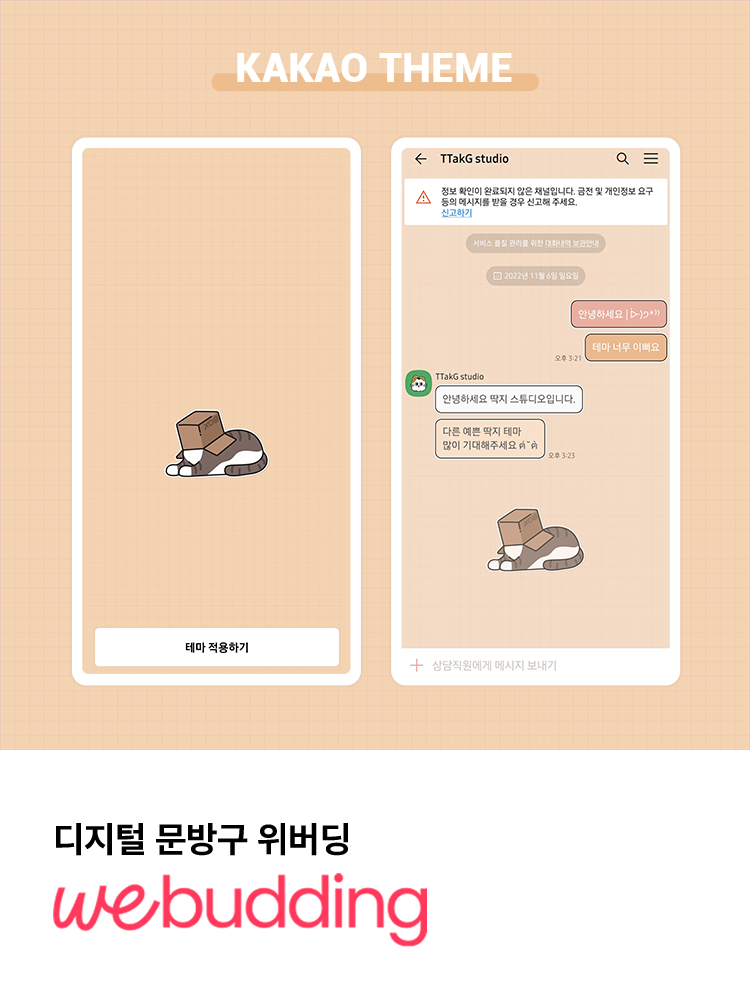 KAKAO THEME
테마 적용하기
TTakG studio
정보 확인이 완료되지 않은 채널입니다. 금전 및 개인정보 요구
등의 메시지를 받을 경우 신고해 주세요.
신고하기
서비스 품질 관리를 위한 대화내역 보관안내
2022년 11월 6일 일요일
안녕하세요 | ᐕ)੭*⁾⁾
테마 너무 이뻐요
오후 3:21
TTakG studio
안녕하세요 딱지 스튜디오입니다.
다른 예쁜 딱지 테마
많이 기대해주세요 ฅ˘ฅ
오후 3:23
상담직원에게 메시지 보내기
디지털 문방구 위버딩
webudding